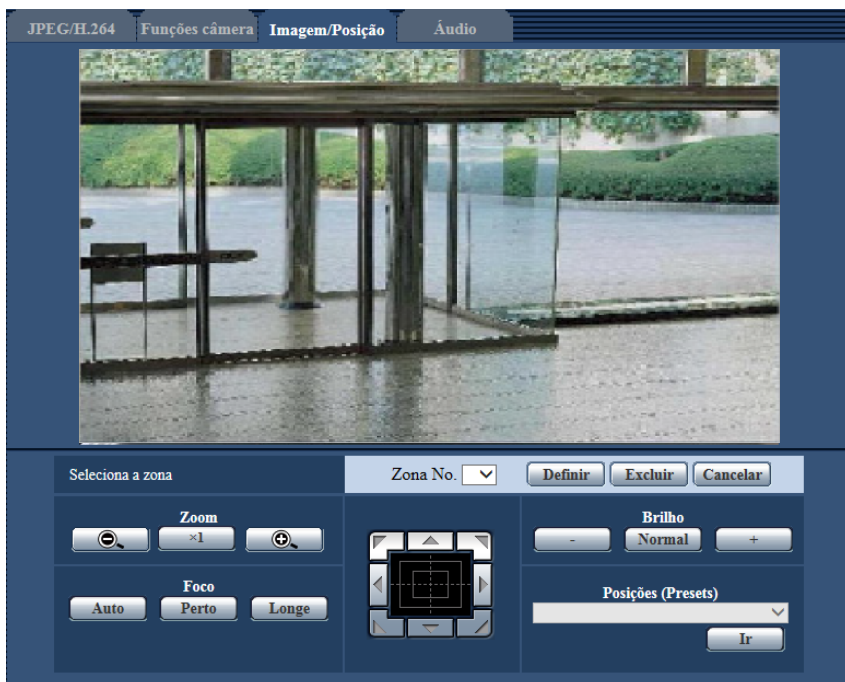 JPEG/H.264 Funções câmera Imagem/Posição Áudio
Seleciona a zona Zona No. Definir Excluir Cancelar
Zoom
×1
Foco
Auto Perto Longe
Brilho
- Normal +
Posições (Presets)
Ir